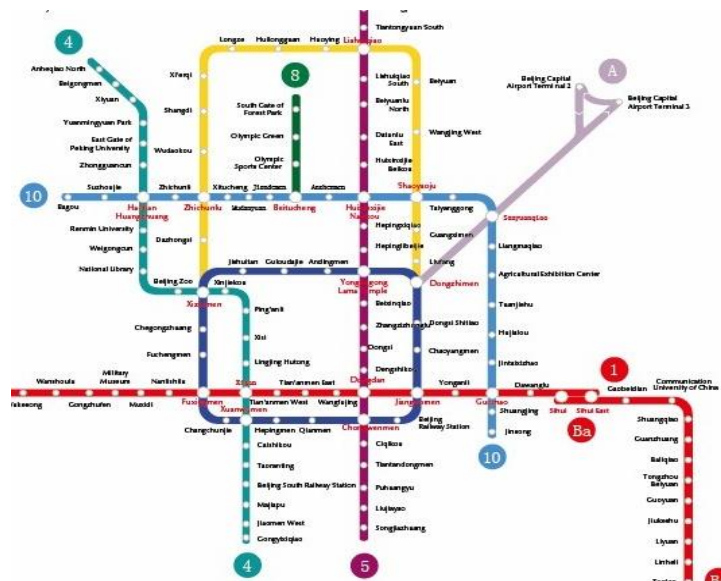 Tiantongyuan South
Longze
Huilongguan
Huoying
Lishuiqiao
4
A
Anheqiao North
Beigongmen
Xiyuan
Yuanmingyuan Park
East Gate of
Peking University
Zhongguancun
Xi'erqi
Shangdi
Wudaokou
8
South Gate of
Forest Park
Olympic Green
Olympic
Sports Center
Lishuiqiao
South
Beiyuanlu
North
Datunlu
East
Huixinxijie
Beikou
Beiyuan
Wangjing West
Beijing Capital
Airport Terminal 2
Beijing Capital
Airport Terminal 3
10
Bagou
Suzhoujie
Zhichunli
Zhichunlu
Xitucheng
Beitucheng
Huixinxijie
Nankou
Shaoyaoju
Taiyanggong
Sanyuanqiao
Renmin University
Weigongcun
National Library
Dazhongsi
Hepingxiqiao
Hepinglibeijie
Guangximen
Liufang
Dongzhimen
Liangmaqiao
Agricultural Exhibition Center
Tuanjiehu
Hujialou
Jintaixizhao
Beijing Zoo
Xizhimen
Xinjiekou
Jishuitan
Guloudajie
Andingmen
Lama Temple
Ping'anli
Xisi
Lingjing Hutong
Chegongzhuang
Fuchengmen
Beixinqiao
Zhangzizhonglu
Dongsi
Dengshikou
Dongsi Shitiao
Chaoyangmen
1
Wanshoulu
Gongzhufen
Military
Museum
Muxidi
Nanlishilu
Fuxingmen
Xidan
Tian'anmen West
Tian'anmen East
Wangfujing
Dongdan
Jianguomen
Yonganli
Guomao
Dawanglu
Sihui
Sihui East
Gaobeidian
Communication
University of China
Ba
Shuangjing
Jinsong
10
Changchunjie
Xuanwumen
Hepingmen
Qianmen
Chongwenmen
Beijing
Railway Station
Caishikou
Taoranting
Beijing South Railway Station
Majiapu
Jiaomen West
Gongyixiqiao
4
Ciqikou
Tiantandongmen
Puhuangyu
Liujiayao
Songjiazhuang
5
Shuangqiao
Guanzhuang
Baliqiao
Tongzhou
Beiyuan
Guoyuan
Jiukeshu
Liyuan
Linheli